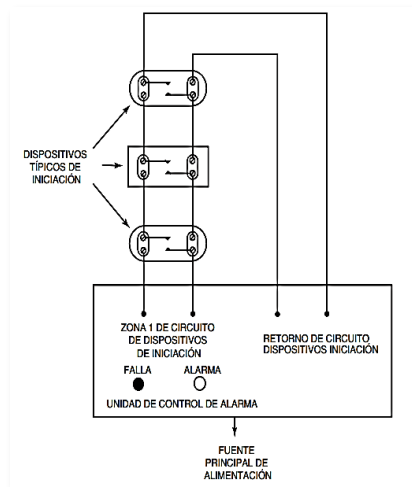 DISPOSITIVOS
TÍPICOS DE
INICIACIÓN
ZONA 1 DE CIRCUITO
DE DISPOSITIVOS
DE INICIACIÓN
RETORNO DE CIRCUITO
DISPOSITIVOS INICIACIÓN
FALLA ALARMA
UNIDAD DE CONTROL DE ALARMA
FUENTE
PRINCIPAL DE
ALIMENTACIÓN